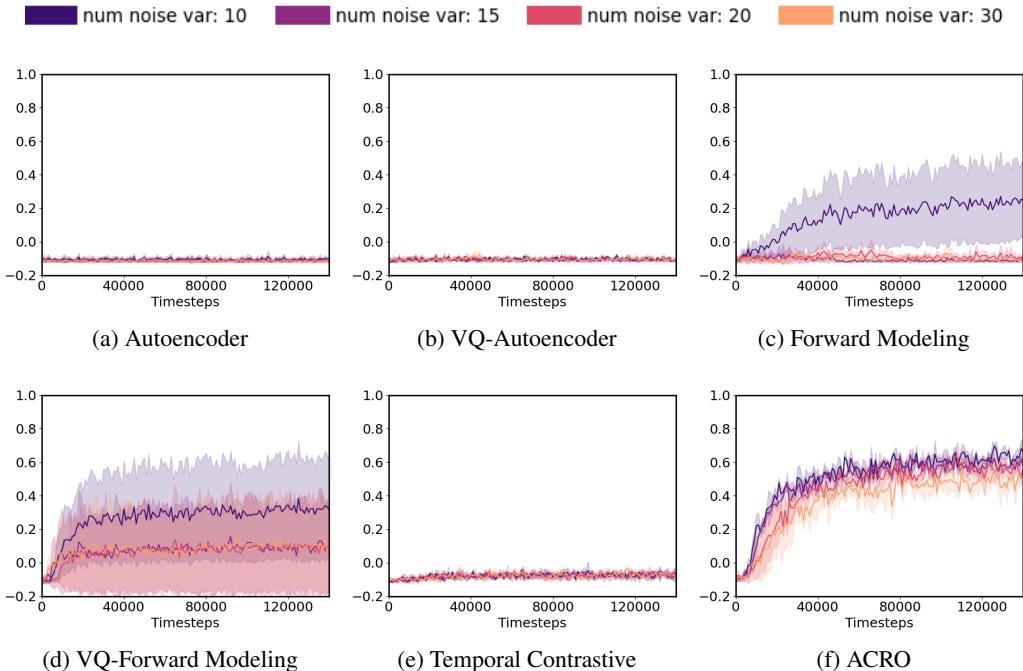 num noise var: 10 num noise var: 15 num noise var: 20 num noise var: 30
1.0 1.0 1.0
0.8 0.8 0.8
0.6 0.6 0.6
0.4 0.4 0.4
0.2 0.2 0.2
0.0 0.0 0.0
−0.2 −0.2 −0.2
0 40000 80000 120000 0 40000 80000 120000 0 40000 80000 120000
Timesteps Timesteps Timesteps
(a) Autoencoder (b) VQ-Autoencoder (c) Forward Modeling
1.0 1.0 1.0
0.8 0.8 0.8
0.6 0.6 0.6
0.4 0.4 0.4
0.2 0.2 0.2
0.0 0.0 0.0
−0.2 −0.2 −0.2
0 40000 80000 120000 0 40000 80000 120000 0 40000 80000 120000
Timesteps Timesteps Timesteps
(d) VQ-Forward Modeling (e) Temporal Contrastive (f) ACRO